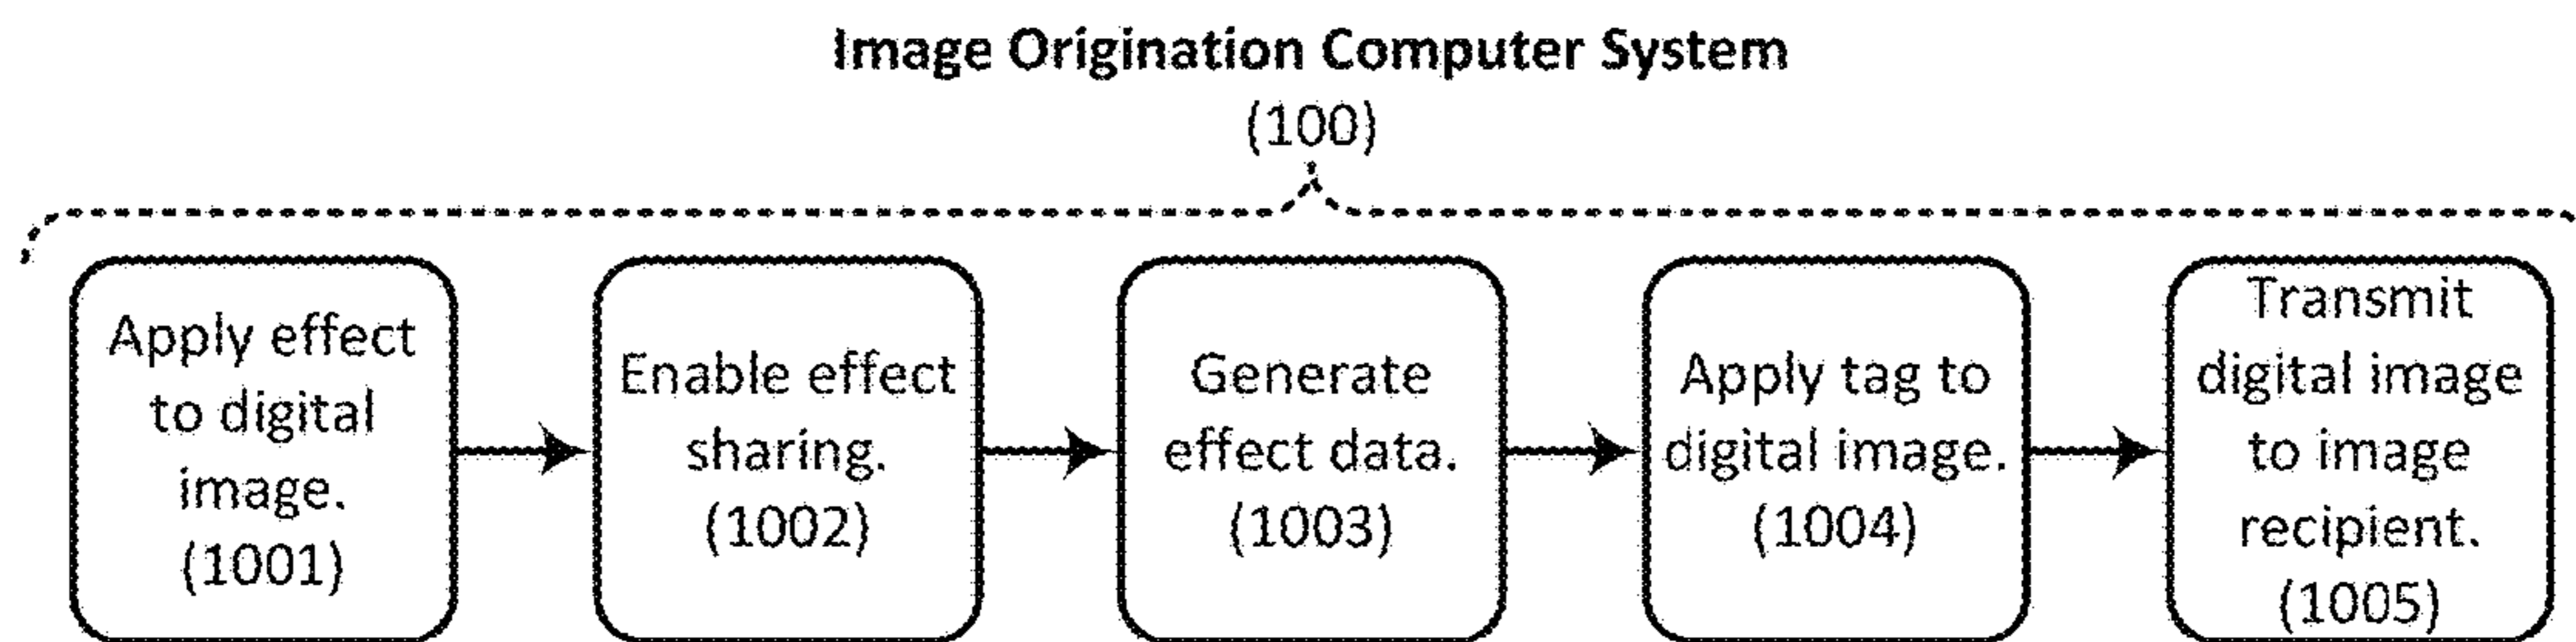 Image Origination Computer System
(100)
Apply effect
to digital
image.
(1001)
Enable effect
sharing.
(1002)
Generate
effect data.
(1003)
Apply tag to
digital image.
(1004)
Transmit
digital image
to image
recipient.
(1005)